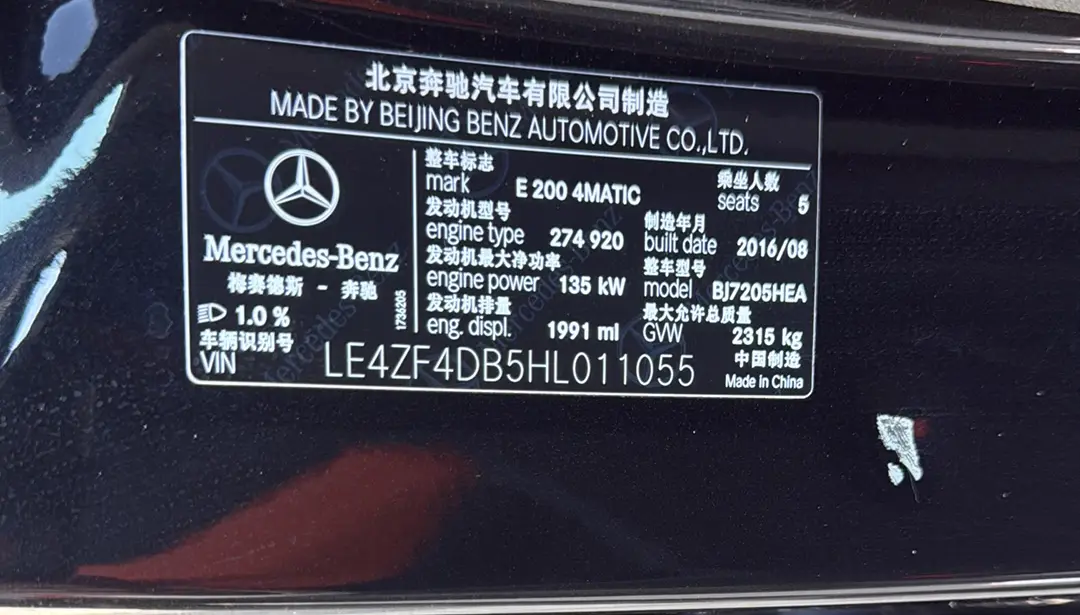 北京奔驰汽车有限公司制造
MADE BY BEIJING BENZ AUTOMOTIVE CO.,LTD.
Mercedes-Benz
梅赛德斯 - 奔驰
1.0 %
1736205
整车标志
mark E 200 4MATIC
乘坐人数
seats 5
发动机型号
engine type 274 920
制造年月
built date 2016/08
发动机最大净功率
engine power 135 kW
整车型号
model BJ7205HEA
发动机排量
eng. displ. 1991 ml
最大允许总质量
GVW 2315 kg
车辆识别号
VIN LE4ZF4DB5HL011055
中国制造
Made In China